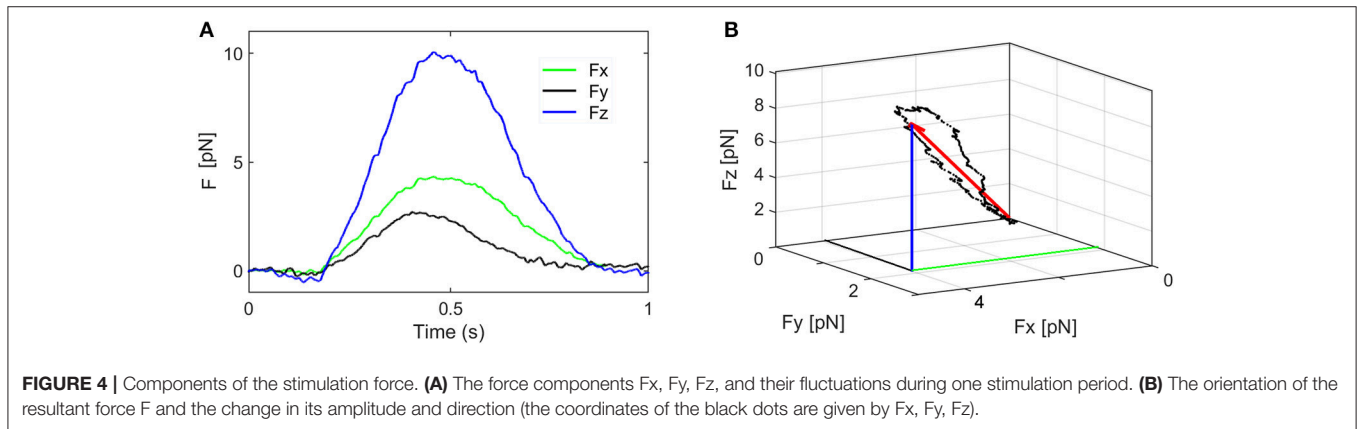 A
10
5
0
F [pN]
Fx
Fy
Fz
0
0.5
1
Time (s)
B
10
8
6
4
2
Fz [pN]
0
2
Fy [pN]
4
0
Fx [pN]
FIGURE 4 | Components of the stimulation force. (A) The force components Fx, Fy, Fz, and their fluctuations during one stimulation period. (B) The orientation of the
resultant force F and the change in its amplitude and direction (the coordinates of the black dots are given by Fx, Fy, Fz).